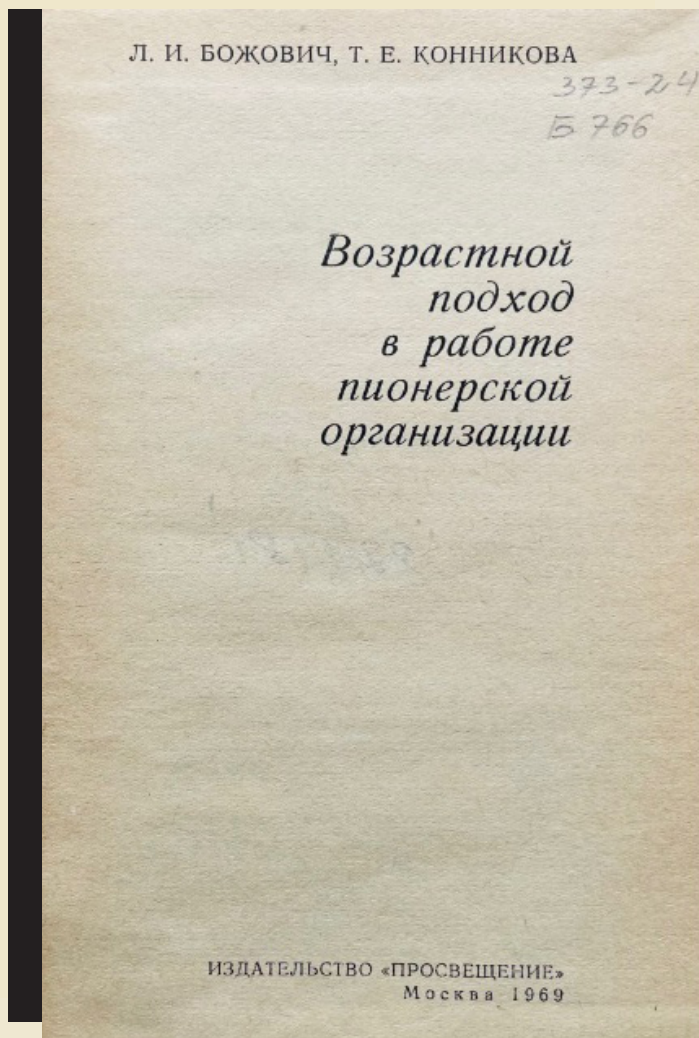 Л. И. БОЖОВИЧ, Т. Е. КОННИКОВА
373-24
Б 766
Возрастной
подход
в работе
пионерской
организации
ИЗДАТЕЛЬСТВО «ПРОСВЕЩЕНИЕ»
Москва 1969